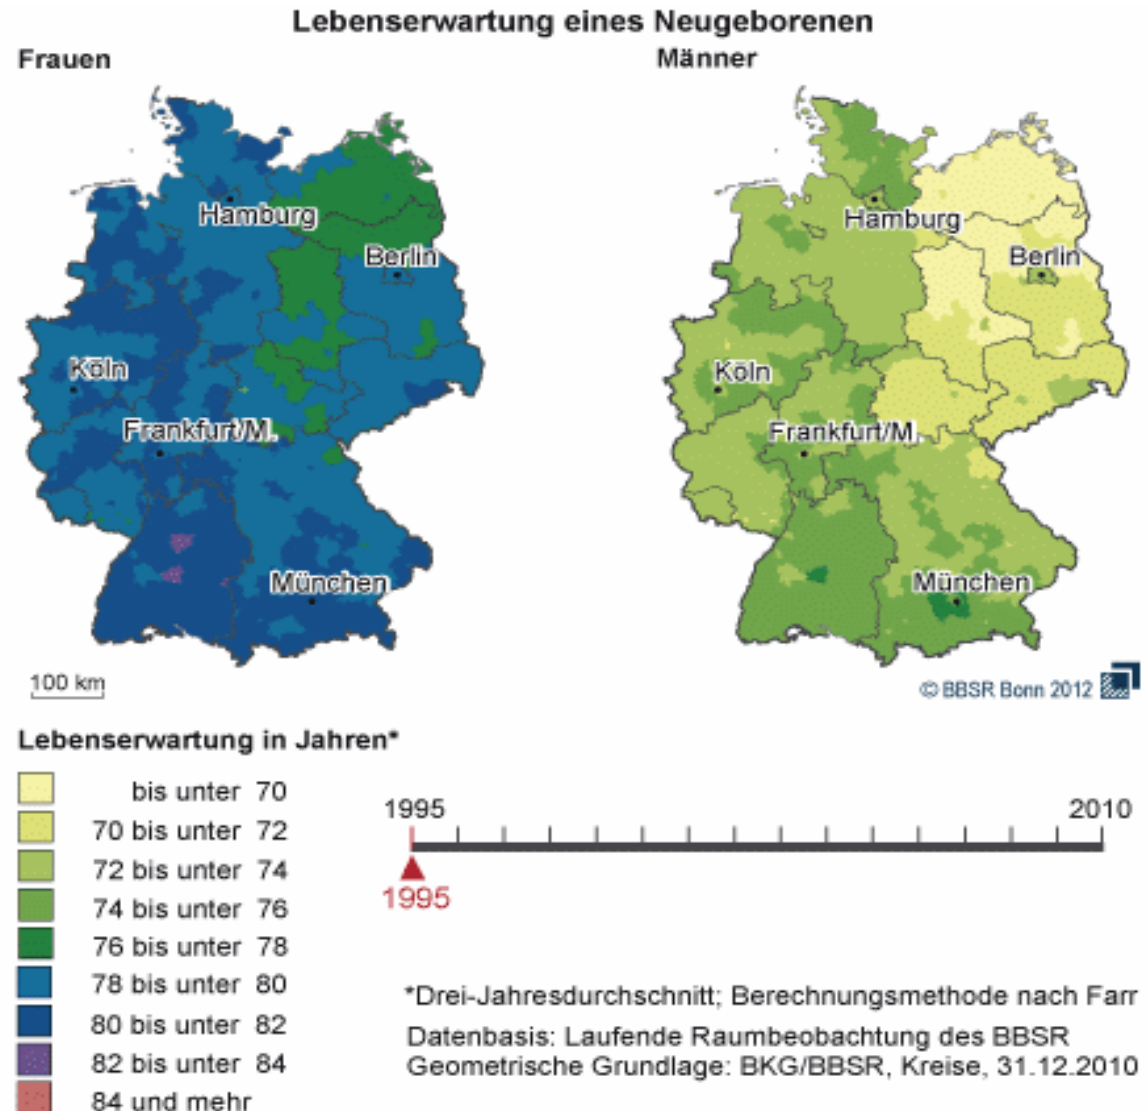 Lebenserwartung eines Neugeborenen
Frauen
Männer
Hamburg
Berlin
Köln
Frankfurt/M.
München
Hamburg
Berlin
Köln
Frankfurt/M.
München
100 km
© BBSR Bonn 2012
Lebenserwartung in Jahren*
bis unter 70
70 bis unter 72
72 bis unter 74
74 bis unter 76
76 bis unter 78
78 bis unter 80
80 bis unter 82
82 bis unter 84
84 und mehr
1995
2010
1995
*Drei-Jahresdurchschnitt; Berechnungsmethode nach Farr
Datenbasis: Laufende Raumbeobachtung des BBSR
Geometrische Grundlage: BKG/BBSR, Kreise, 31.12.2010